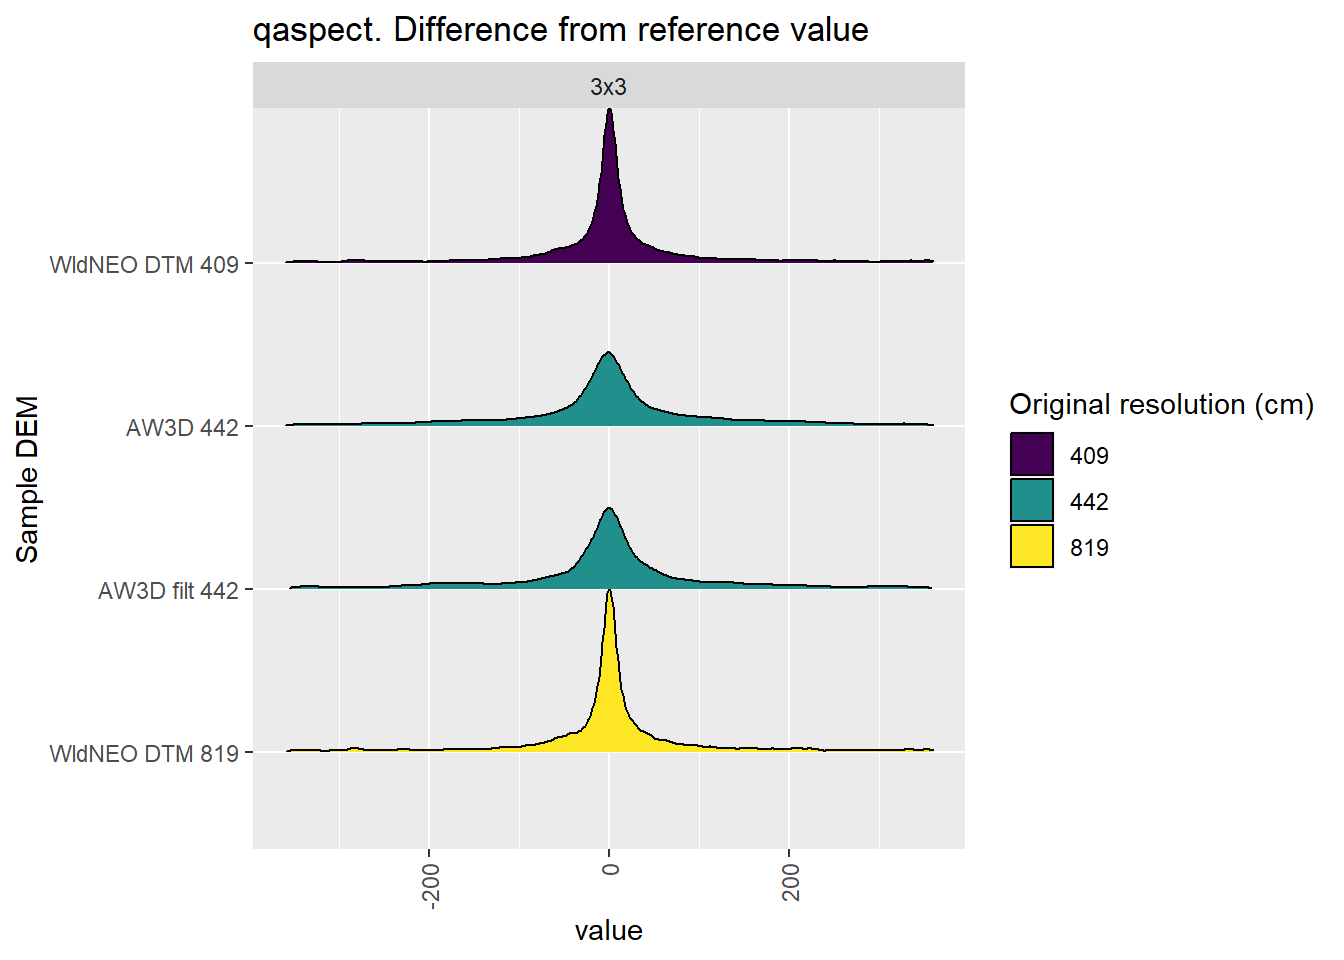 qaspect. Difference from reference value
3x3
WldNEO DTM 409
AW3D 442
AW3D filt 442
WldNEO DTM 819
Sample DEM
-200
0
200
value
Original resolution (cm)
409
442
819